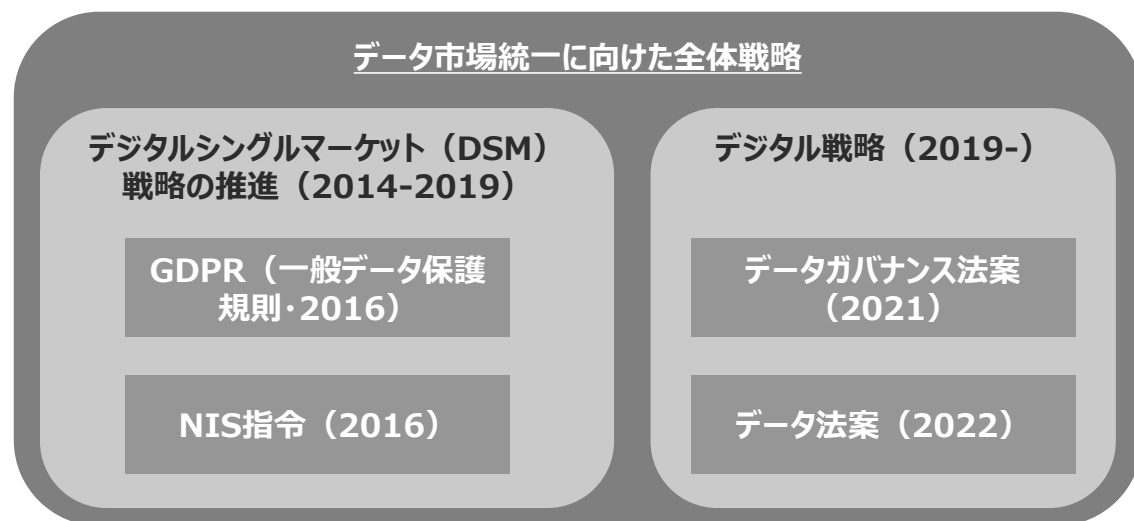 データ市場統一に向けた全体戦略
デジタルシングルマーケット（DSM）
戦略の推進（2014-2019）
GDPR（一般データ保護
規則・2016）
NIS指令（2016）
デジタル戦略（2019-）
データガバナンス法案
（2021）
データ法案（2022）